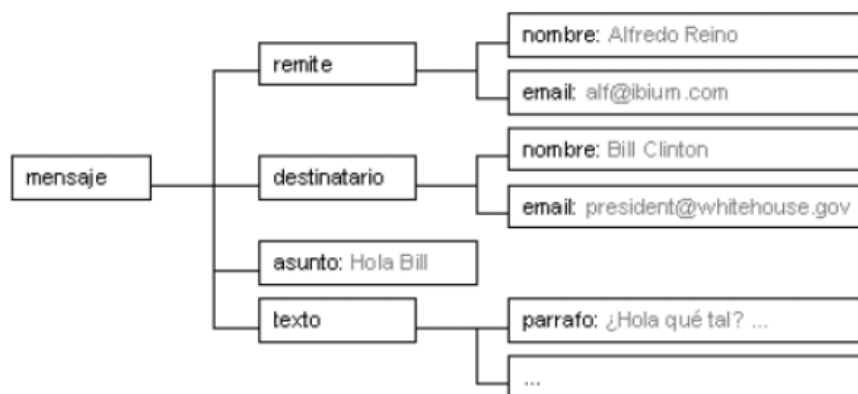 nombre: Alfredo Reino
remite
email: alf@ibium.com
nombre: Bill Clinton
mensaje
destinatario
email: president@whitehouse.gov
asunto: Hola Bill
texto
parrafo: ¿Hola qué tal? ...
...